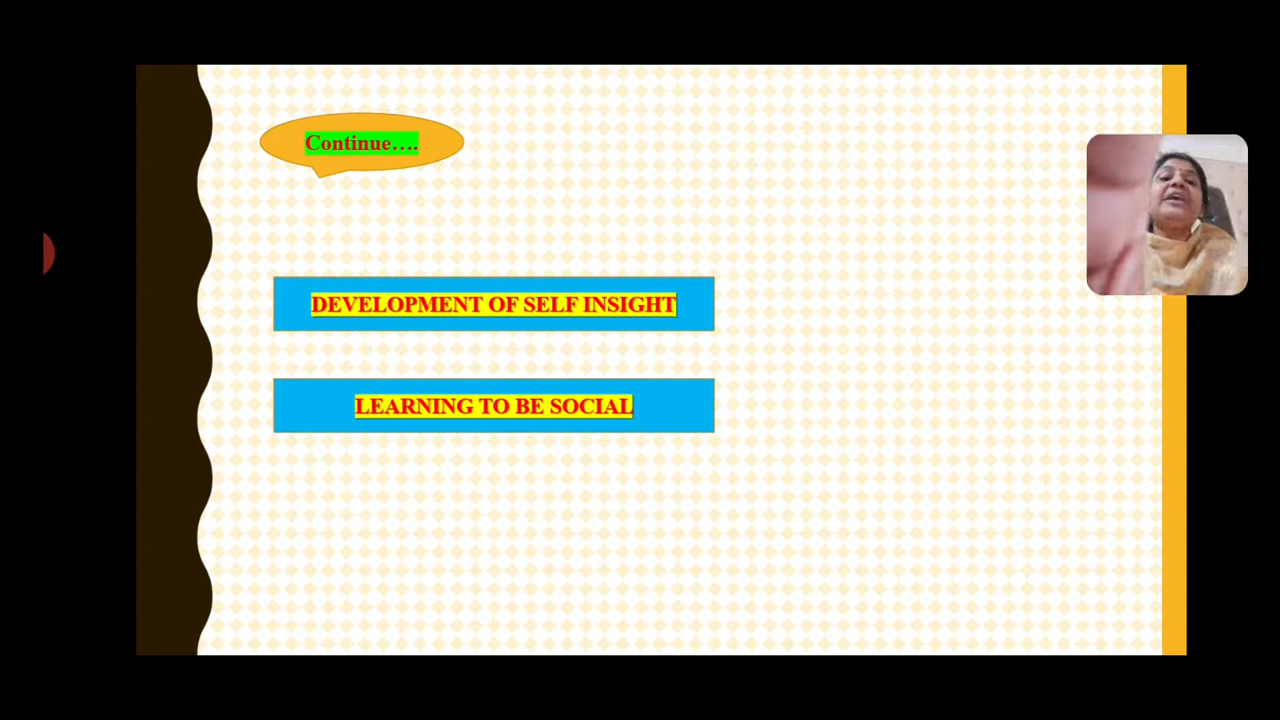 Continue....
DEVELOPMENT OF SELF INSIGHT
LEARNING TO BE SOCIAL